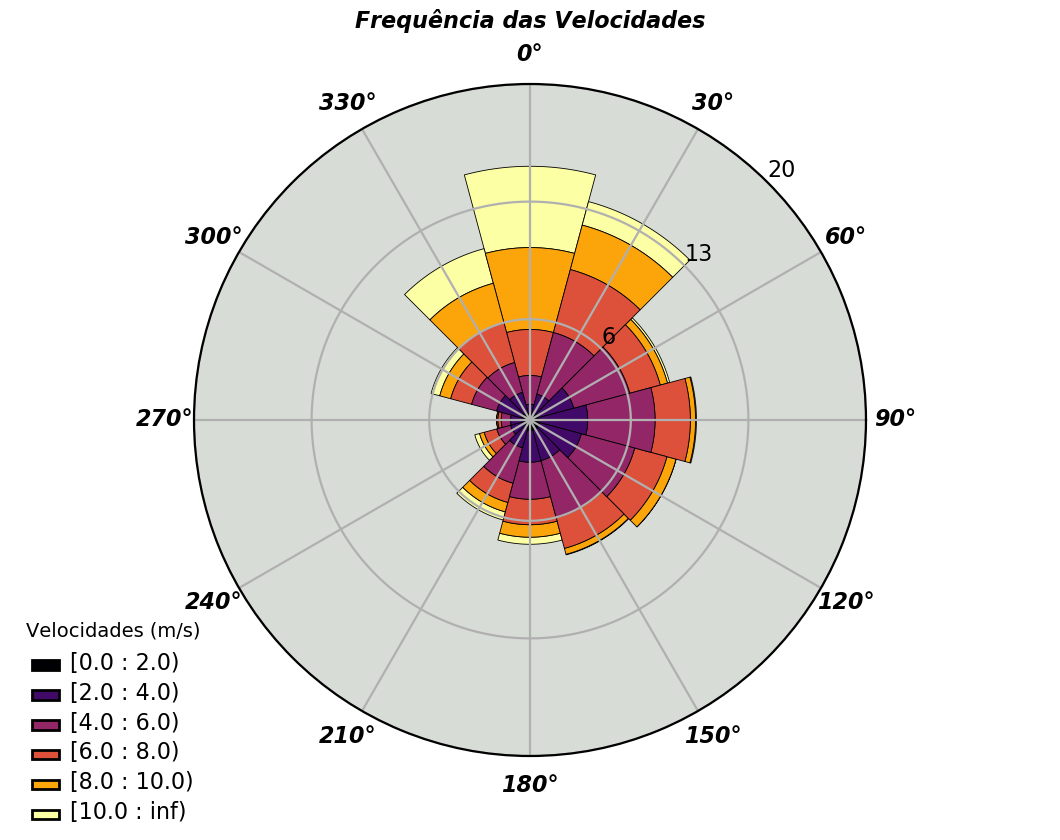 Frequência das Velocidades
0°
330°
30°
20
300°
60°
13
6
270°
90°
240°
120°
Velocidades (m/s)
[0.0 : 2.0)
[2.0 : 4.0)
[4.0 : 6.0)
210°
150°
[6.0 : 8.0)
[8.0 : 10.0)
180°
[10.0 : inf)